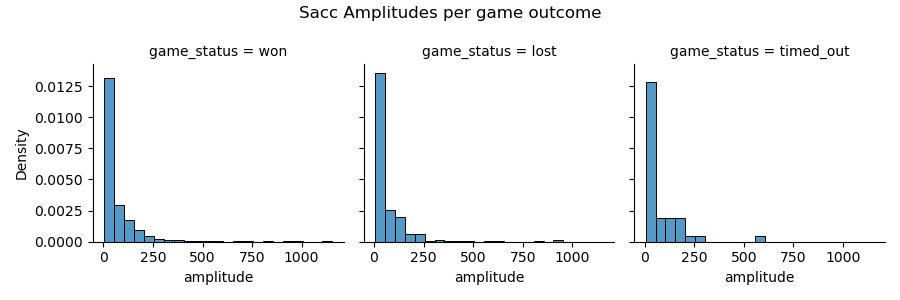 Sacc Amplitudes per game outcome
game_status = won
game_status = lost
game_status = timed_out
Density
0.0125
0.0100
0.0075
0.0050
0.0025
0.0000
0 250 500 750 1000
0 250 500 750 1000
0 250 500 750 1000
amplitude
amplitude
amplitude